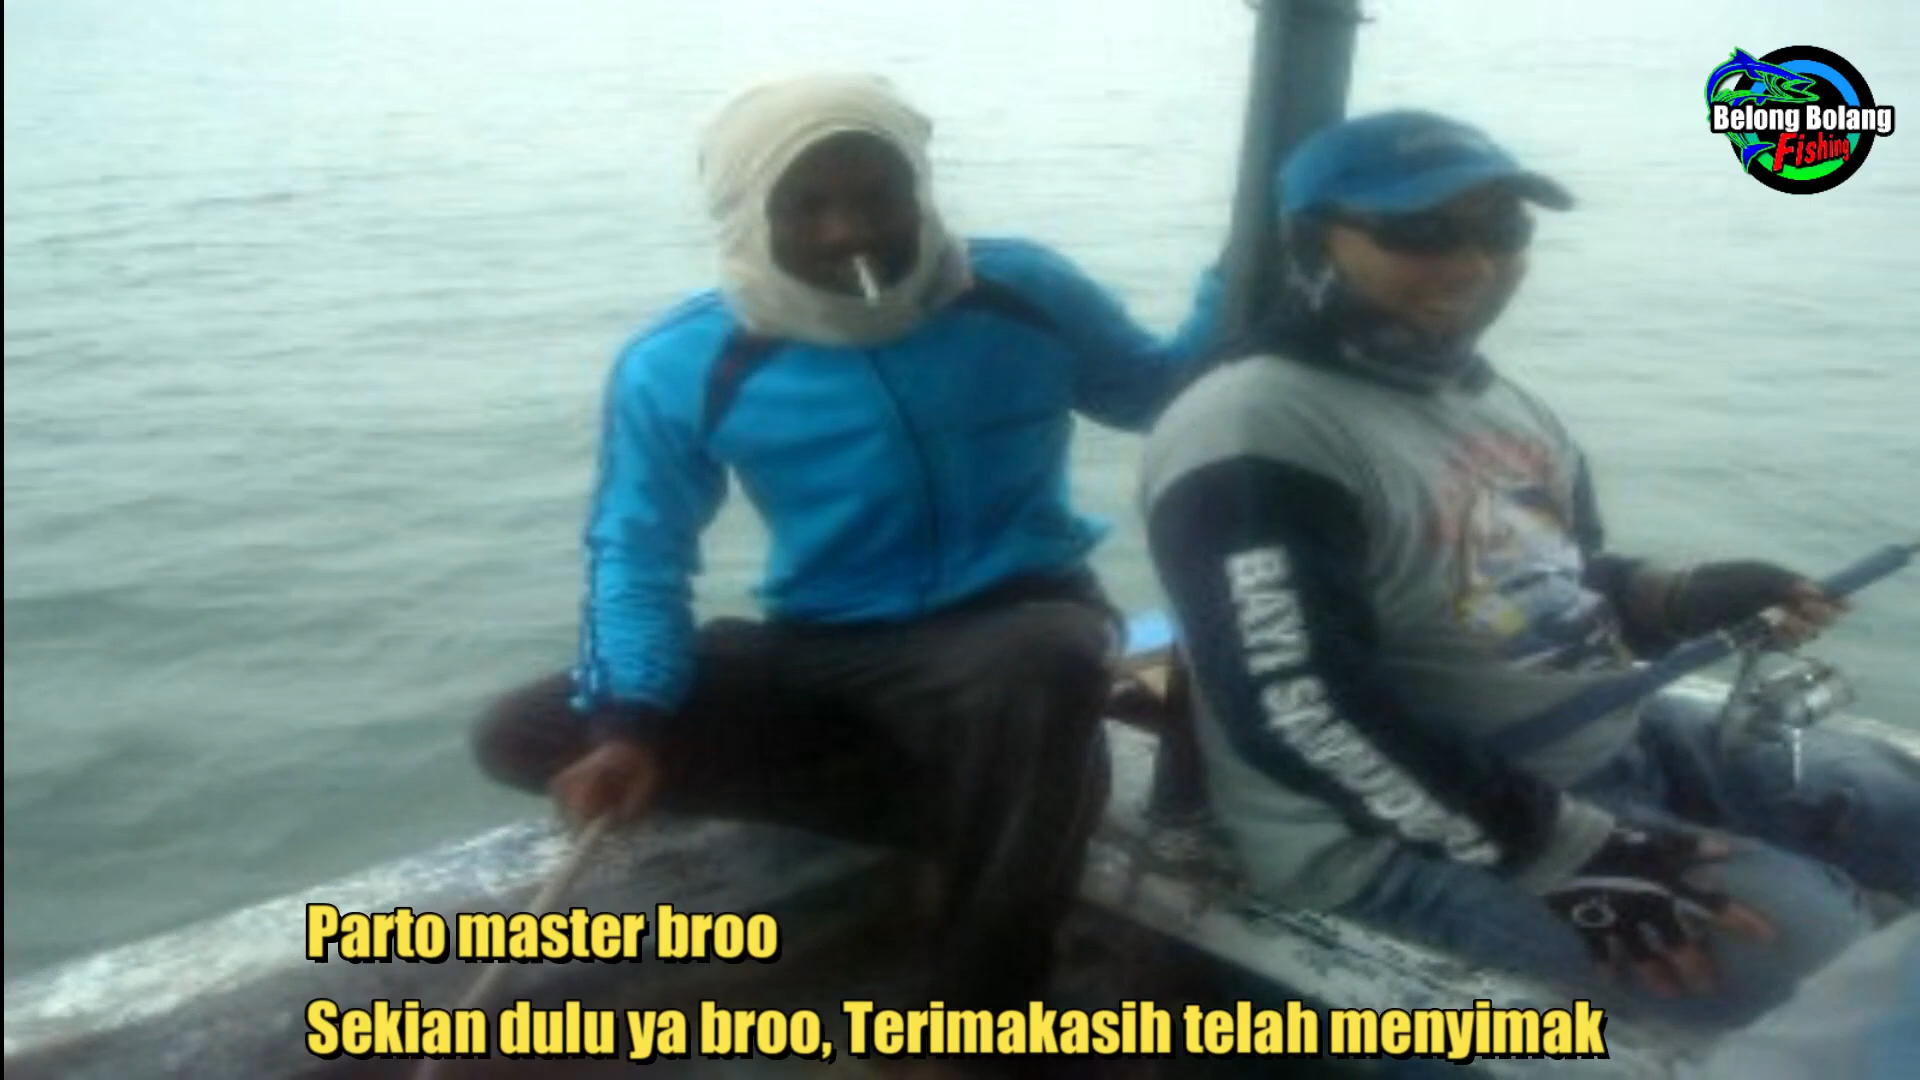 Belong Bolang
Fishing
BAYI SAMUDERA
Parto master broo
Sekian dulu ya broo, Terimakasih telah menyimak